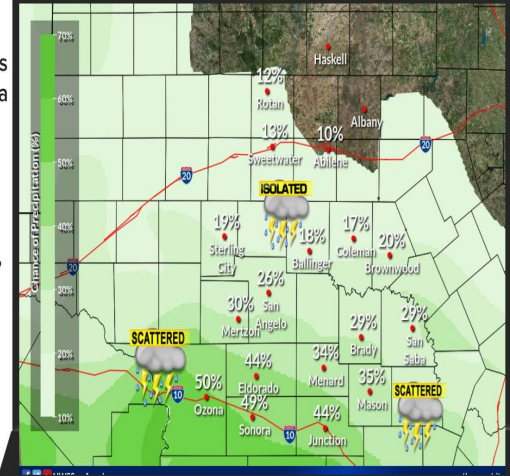 s
a
70%
60%
50%
40%
30%
20%
10%
Chance of Precipitation (%)
Haskell
12%
Rotan
Albany
13%
Sweetwater
10%
Abilene
20
20
20
ISOLATED
19%
Sterling
City
18%
Ballinger
17%
Coleman
20%
Brownwood
26%
San
Angelo
30%
Mertzon
29%
Brady
29%
San
Saba
SCATTERED
44%
Eldorado
34%
Menard
35%
Mason
SCATTERED
10
50%
Ozona
49%
Sonora
10
44%
Junction